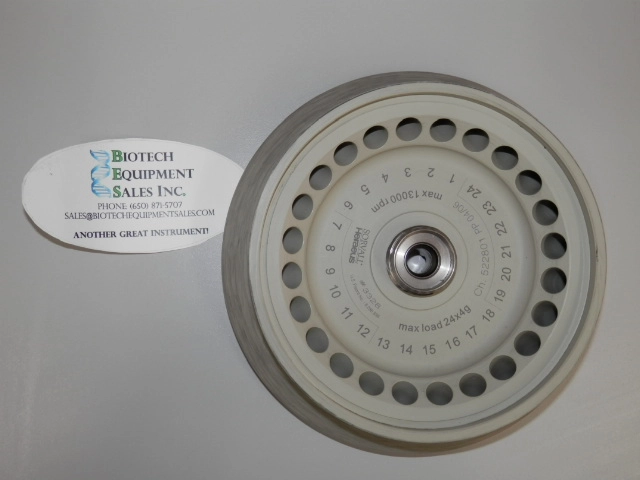 BIOTECH
EQUIPMENT
SALES INC.
PHONE: (650) 871-5707
SALES@BIOTECHEQUIPMENTSALES.COM
ANOTHER GREAT INSTRUMENT!
1 2 3 4 5 6 7 8 9 10 11 12 13 14 15 16 17 18 19 20 21 22 23 24
max 13000 rpm
max load 24x4g
Heraeus